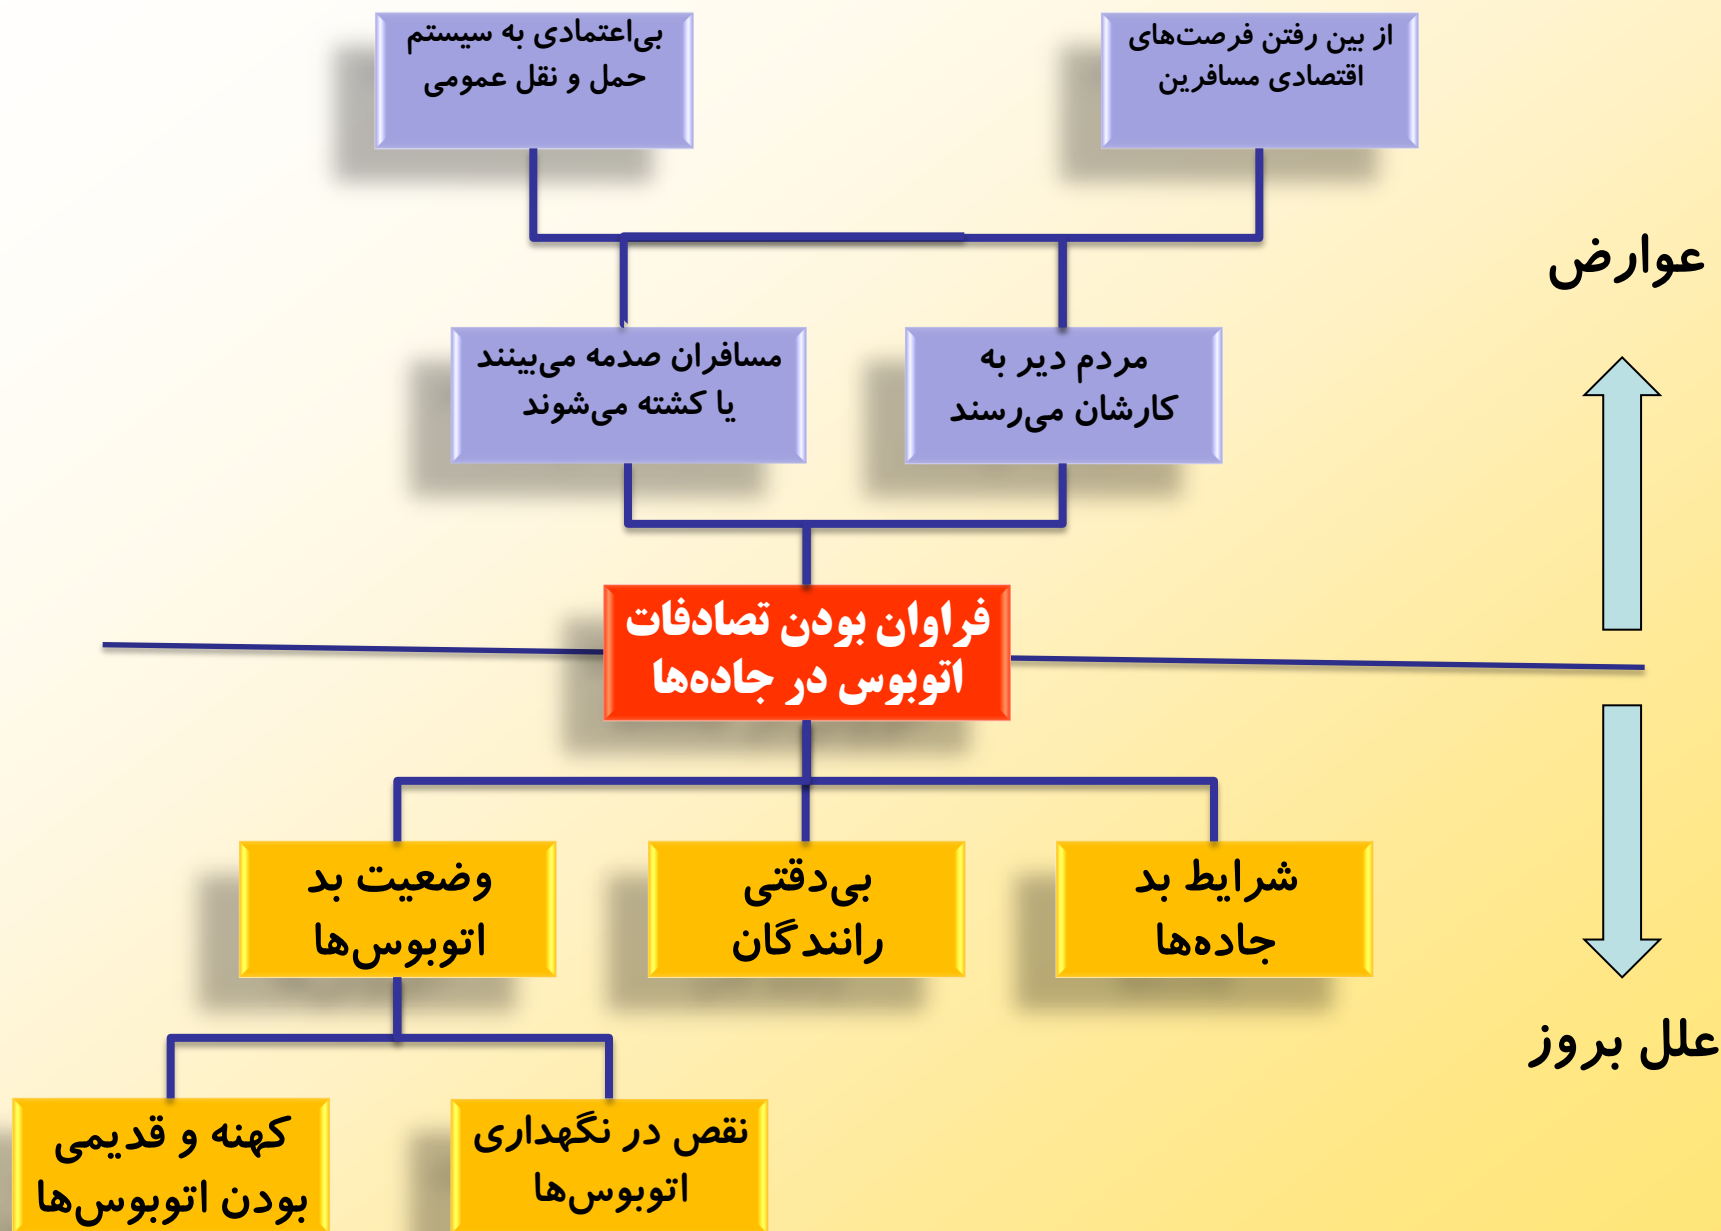 از بین رفتن فرصت‌های
اقتصادی مسافرین
بی‌اعتمادی به سیستم
حمل و نقل عمومی
عوارض
مردم دیر به
کارشان می‌رسند
مسافران صدمه می‌بینند
یا کشته می‌شوند
فراوان بودن تصادفات
اتوبوس در جاده‌ها
شرایط بد
جاده‌ها
بی‌دقتی
رانندگان
وضعیت بد
اتوبوس‌ها
علل بروز
نقص در نگهداری
اتوبوس‌ها
کهنه و قدیمی
بودن اتوبوس‌ها